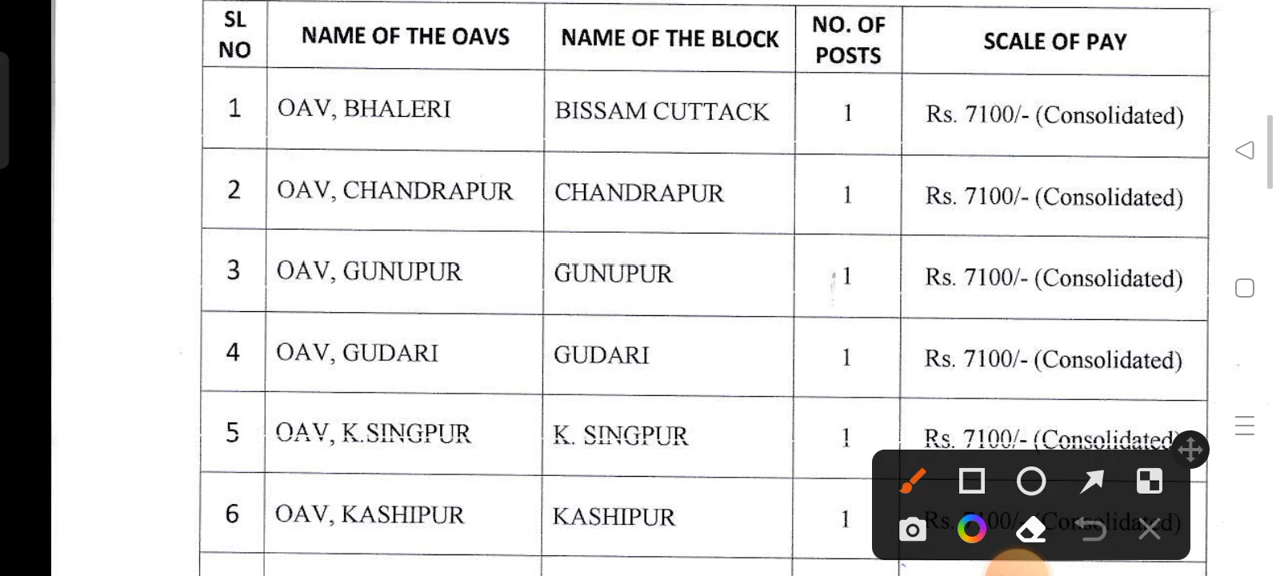 SL NO NAME OF THE OAVS NAME OF THE BLOCK NO. OF POSTS SCALE OF PAY
1 OAV, BHALERI BISSAM CUTTACK 1 Rs. 7100/- (Consolidated)
2 OAV, CHANDRAPUR CHANDRAPUR 1 Rs. 7100/- (Consolidated)
3 OAV, GUNUPUR GUNUPUR 1 Rs. 7100/- (Consolidated)
4 OAV, GUDARI GUDARI 1 Rs. 7100/- (Consolidated)
5 OAV, K.SINGPUR K. SINGPUR 1 Rs. 7100/- (Consolidated)
6 OAV, KASHIPUR KASHIPUR 1 Rs. 7100/- (Consolidated)